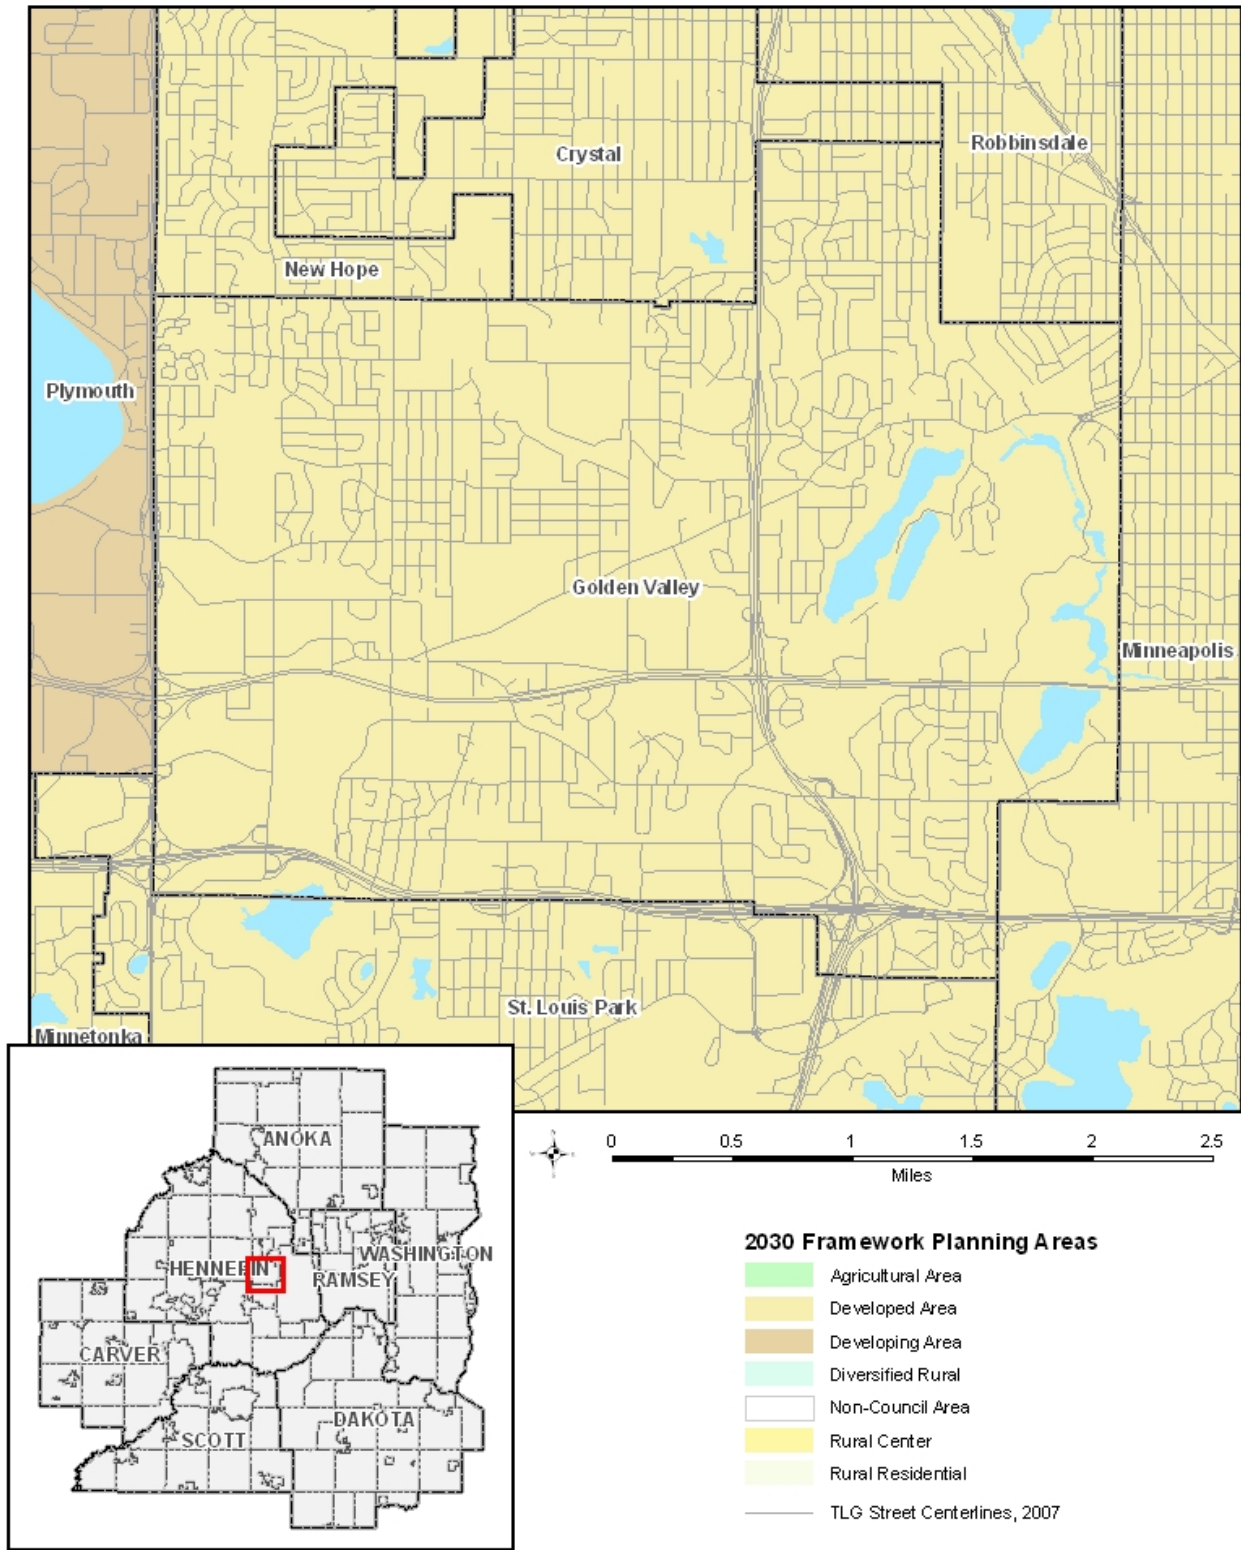 Crystal
Robbinsdale
New Hope
Plymouth
Golden Valley
Minneapolis
St. Louis Park
Minnetonka
ANOKA
WASHINGTON
HENNEPIN
RAMSEY
CARVER
DAKOTA
SCOTT
0 0.5 1 1.5 2 2.5
Miles
2030 Framework Planning Areas
Agricultural Area
Developed Area
Developing Area
Diversified Rural
Non-Council Area
Rural Center
Rural Residential
TLG Street Centerlines, 2007